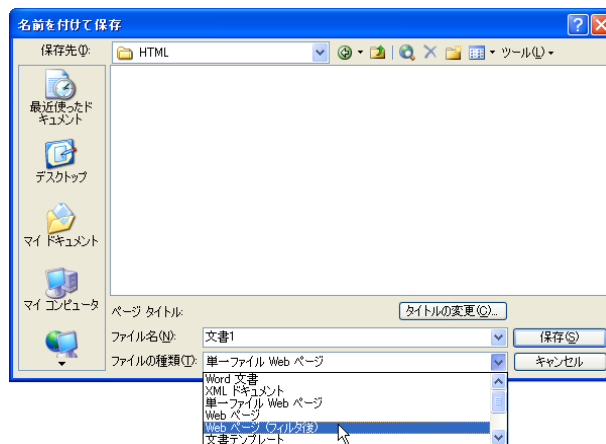 名前を付けて保存
保存先(I):
HTML
ツール(L)
最近使ったド
キュメント
デスクトップ
マイ ドキュメント
マイ コンピュータ
ページ タイトル:
タイトルの変更(C)...
ファイル名(N):
文書1
保存(S)
ファイルの種類(T):
単一ファイル Web ページ
キャンセル
Word 文書
XML ドキュメント
単一ファイル Web ページ
Web ページ
Web ページ (フィルタ後)
文書テンプレート